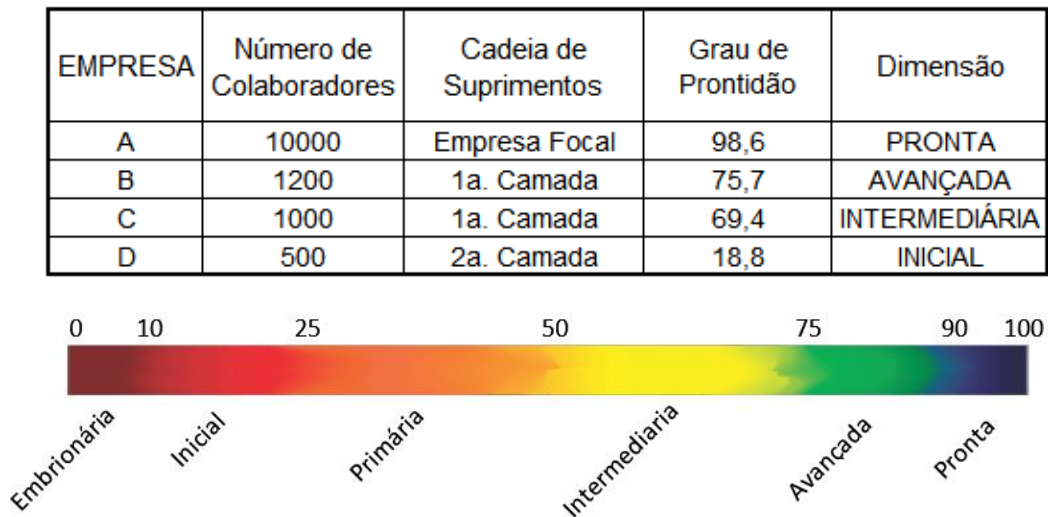 EMPRESA Número de Colaboradores Cadeia de Suprimentos Grau de Prontidão Dimensão
A 10000 Empresa Focal 98,6 PRONTA
B 1200 1a. Camada 75,7 AVANÇADA
C 1000 1a. Camada 69,4 INTERMEDIÁRIA
D 500 2a. Camada 18,8 INICIAL
0 10 25 50 75 90 100
Embrionária Inicial Primária Intermediaria Avançada Pronta